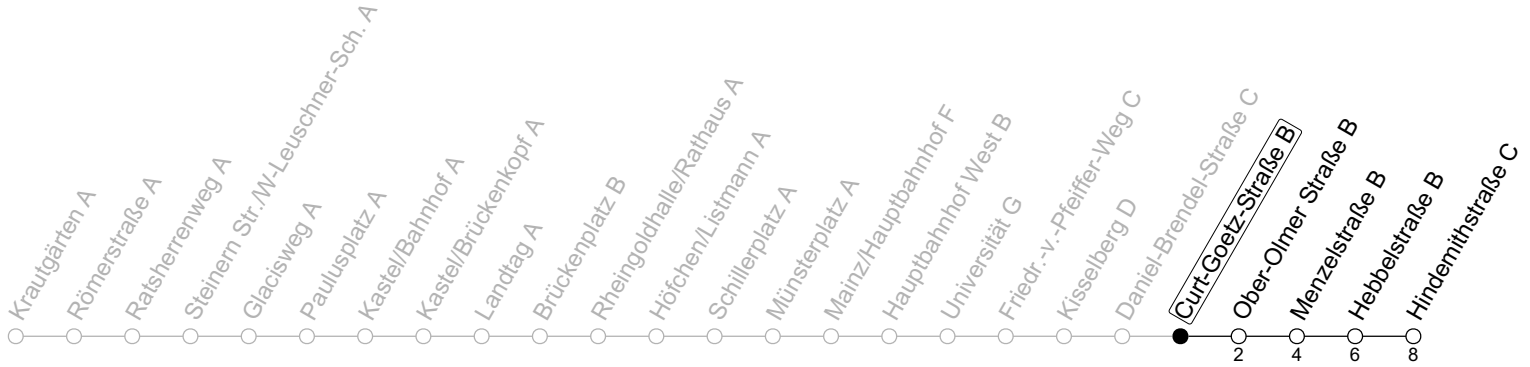 Krautgärten A
Römerstraße A
Ratsherrenweg A
Steinern Str./W-Leuschner-Sch. A
Glacisweg A
Paulusplatz A
Kastel/Bahnhof A
Kastel/Brückenkopf A
Landtag A
Brückenplatz B
Rheingoldhalle/Rathaus A
Höfchen/Listmann A
Schillerplatz A
Münsterplatz A
Mainz/Hauptbahnhof F
Hauptbahnhof West B
Universität G
Friedr.-v.-Pfeiffer-Weg C
Kisselberg D
Daniel-Brendel-Straße C
Curt-Goetz-Straße B
Ober-Olmer Straße B
Menzelstraße B
Hebbelstraße B
Hindemithstraße C
2 4 6 8